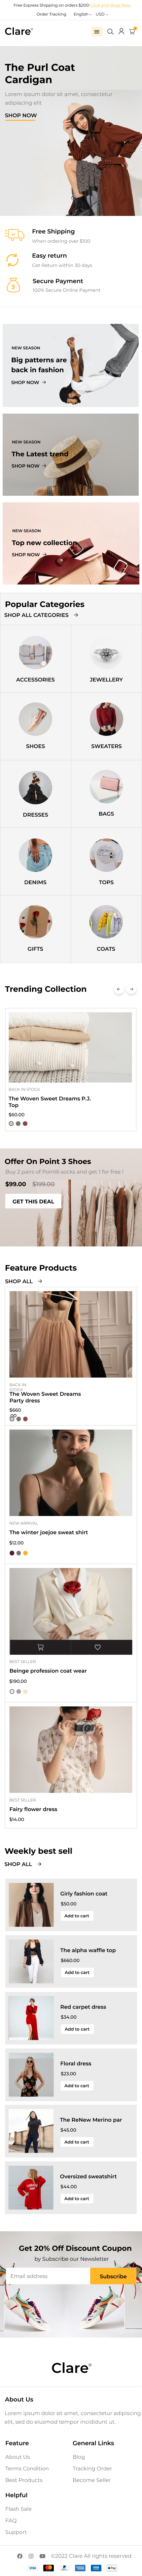 Free Express Shipping on orders $200! Click and Shop Now.
Order Tracking English USD
Clare®
The Purl Coat
Cardigan
Lorem ipsum dolor sit amet, consectetur
adipiscing elit
SHOP NOW
Free Shipping
When ordering over $100
Easy return
Get Return within 30 days
Secure Payment
100% Secure Online Payment
NEW SEASON
Big patterns are
back in fashion
SHOP NOW
NEW SEASON
The Latest trend
SHOP NOW
NEW SEASON
Top new collection
SHOP NOW
Popular Categories
SHOP ALL CATEGORIES
ACCESSORIES
JEWELLERY
SHOES
SWEATERS
DRESSES
BAGS
DENIMS
TOPS
GIFTS
COATS
Trending Collection
BACK IN STOCK
The Woven Sweet Dreams P.J.
Top
$60.00
Offer On Point 3 Shoes
Buy 2 pairs of Pointill socks and get 1 for free !
$99.00 $199.00
GET THIS DEAL
Feature Products
SHOP ALL
BACK IN
STOCK
The Woven Sweet Dreams
Party dress
$660
.00
NEW ARRIVAL
The winter joejoe sweat shirt
$12.00
BEST SELLER
Beinge profession coat wear
$190.00
BEST SELLER
Fairy flower dress
$14.00
Weekly best sell
SHOP ALL
Girly fashion coat
$50.00
Add to cart
The alpha waffle top
$660.00
Add to cart
Red carpet dress
$34.00
Add to cart
Floral dress
$23.00
Add to cart
The ReNew Merino par
$45.00
Add to cart
Oversized sweatshirt
$44.00
Add to cart
Get 20% Off Discount Coupon
by Subscribe our Newsletter
Email address
Subscribe
Clare®
About Us
Lorem ipsum dolor sit amet, consectetur adipiscing
elit, sed do eiusmod tempor incididunt ut.
Feature
General Links
About Us
Blog
Terms Condition
Tracking Order
Best Products
Become Seller
Helpful
Flash Sale
FAQ
Support
©2022 Clare All rights reserved